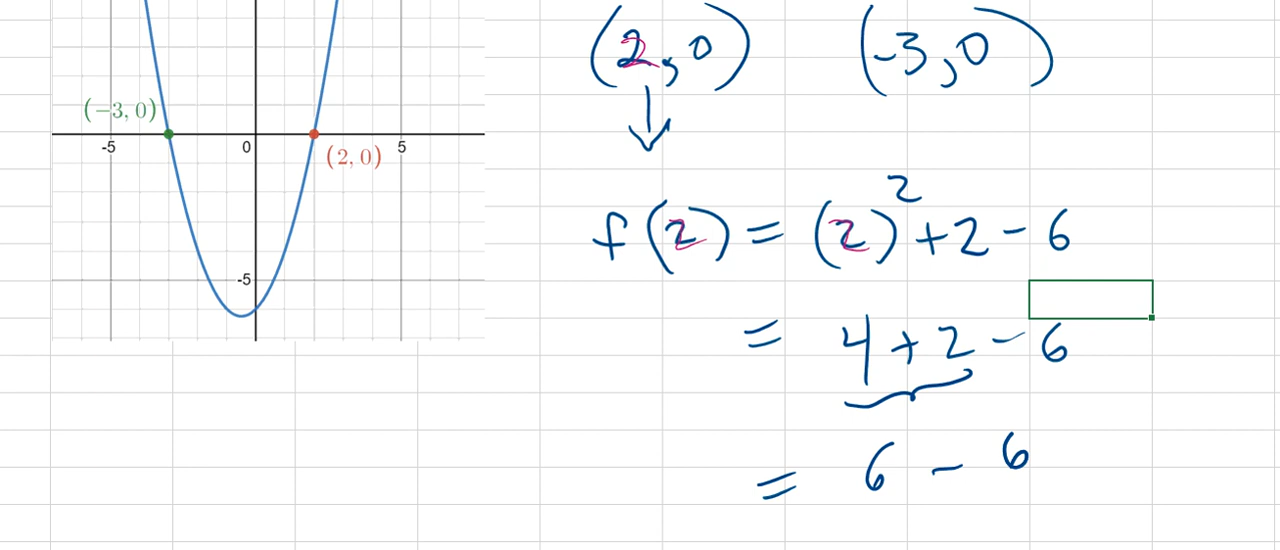 (2,0) (-3,0)
(−3, 0)
-5 0 5
(2, 0)
f(2) = (2)² + 2 - 6
-5
= 4 + 2 - 6
= 6 - 6